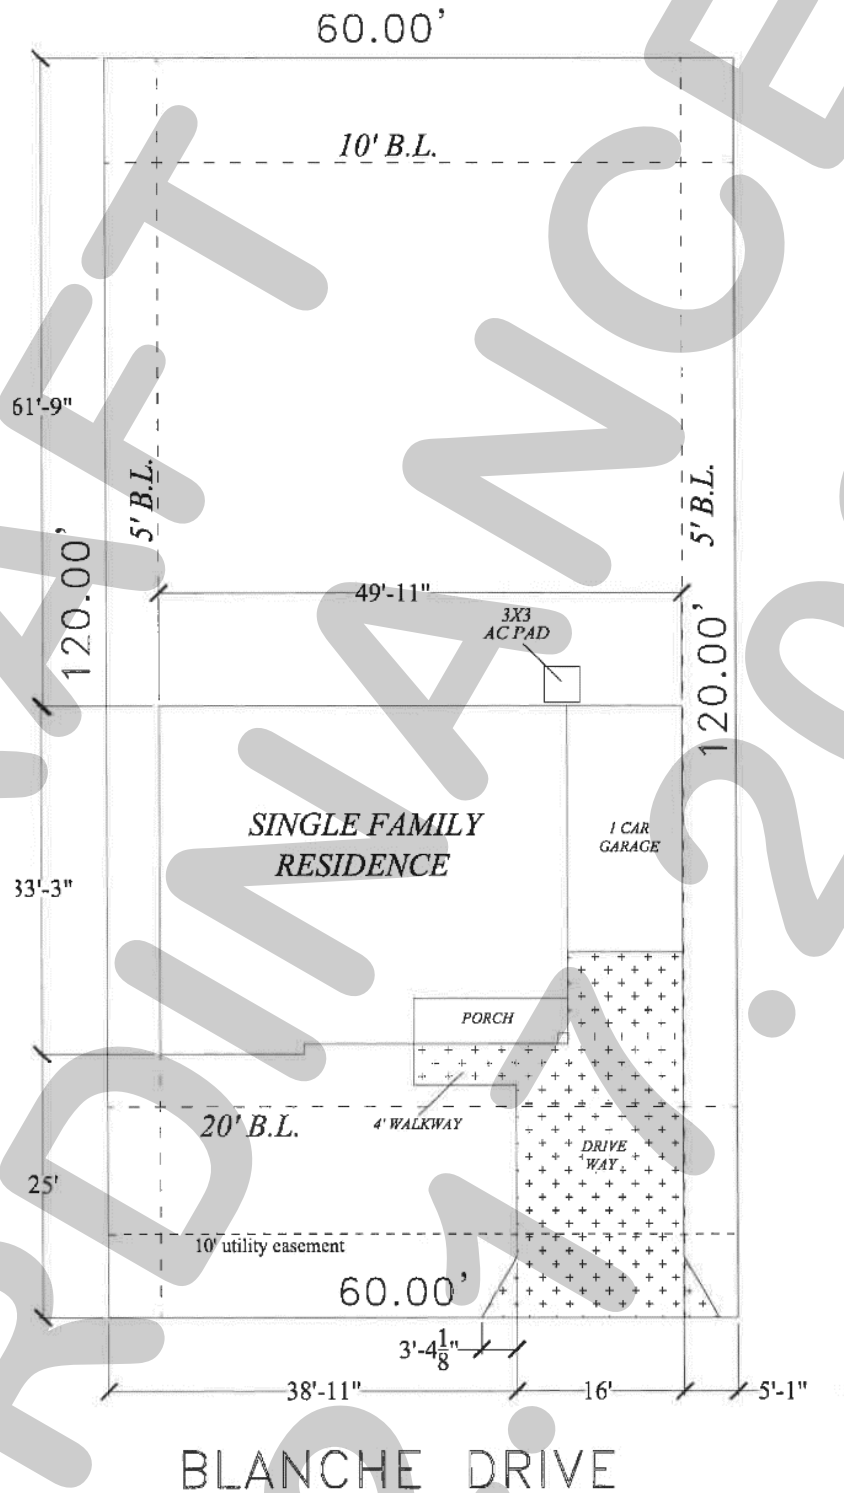 60.00'
10' B.L.
61'-9"
5' B.L.
5' B.L.
120.00'
49'-11"
3X3
AC PAD
120.00'
SINGLE FAMILY
RESIDENCE
1 CAR
GARAGE
33'-3"
PORCH
20' B.L.
4' WALKWAY
DRIVE
WAY
25'
10' utility easement
60.00'
3'-4 1/8"
38'-11"
16'
5'-1"
BLANCHE DRIVE